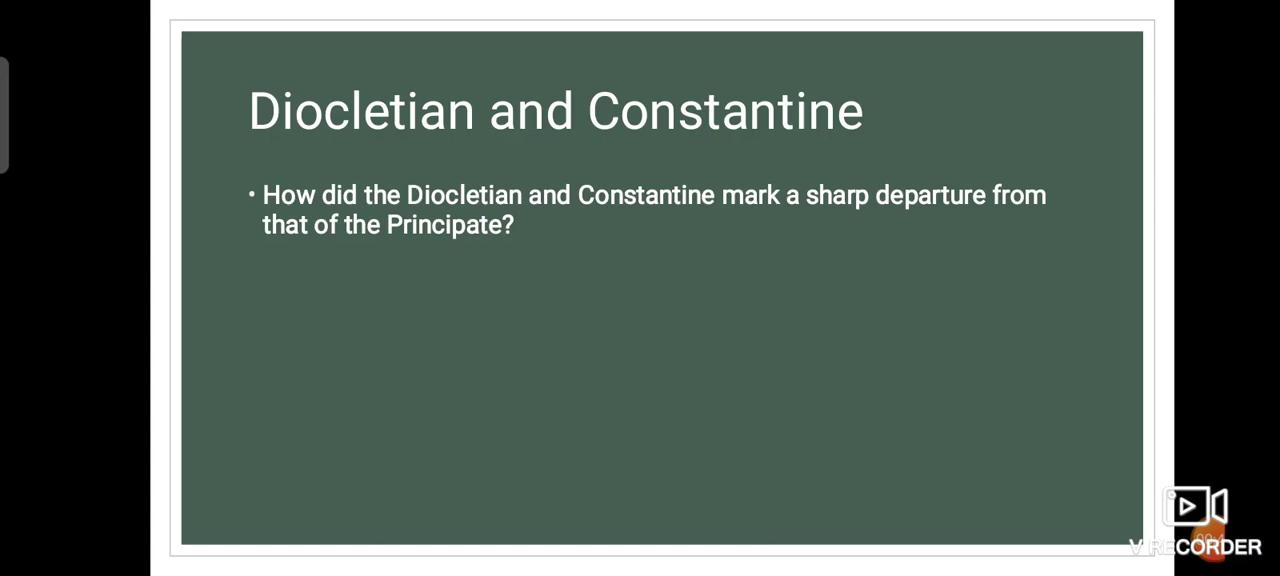 Diocletian and Constantine
• How did the Diocletian and Constantine mark a sharp departure from
that of the Principate?
V RECORDER